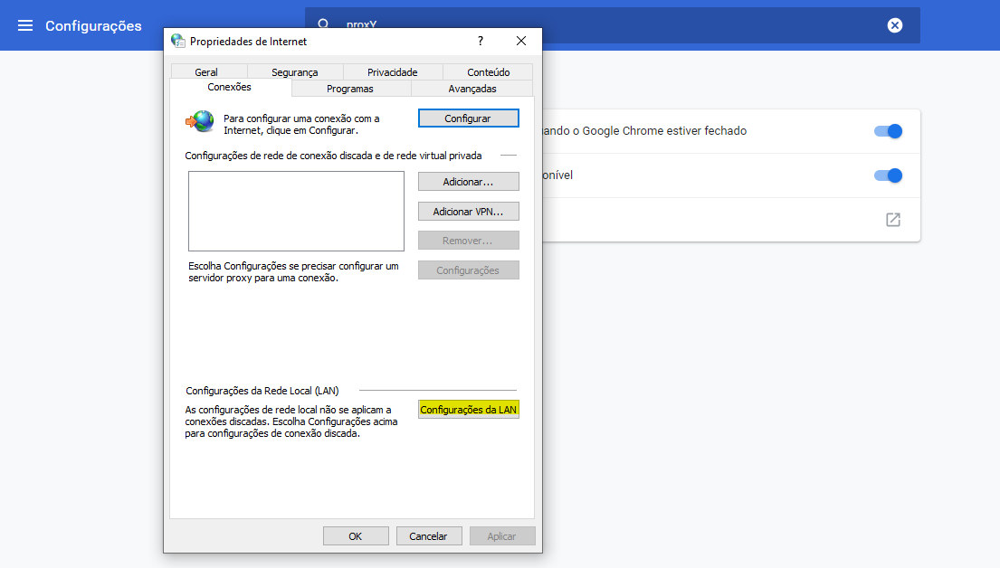 Configurações
proxY
Propriedades de Internet
?
Geral
Segurança
Privacidade
Conteúdo
Conexões
Programas
Avançadas
Para configurar uma conexão com a
Internet, clique em Configurar.
Configurar
Configurações de rede de conexão discada e de rede virtual privada
Adicionar...
Adicionar VPN...
Remover...
Configurações
Escolha Configurações se precisar configurar um
servidor proxy para uma conexão.
Configurações da Rede Local (LAN)
As configurações de rede local não se aplicam a
conexões discadas. Escolha Configurações acima
para configurações de conexão discada.
Configurações da LAN
OK
Cancelar
Aplicar
uando o Google Chrome estiver fechado
onível